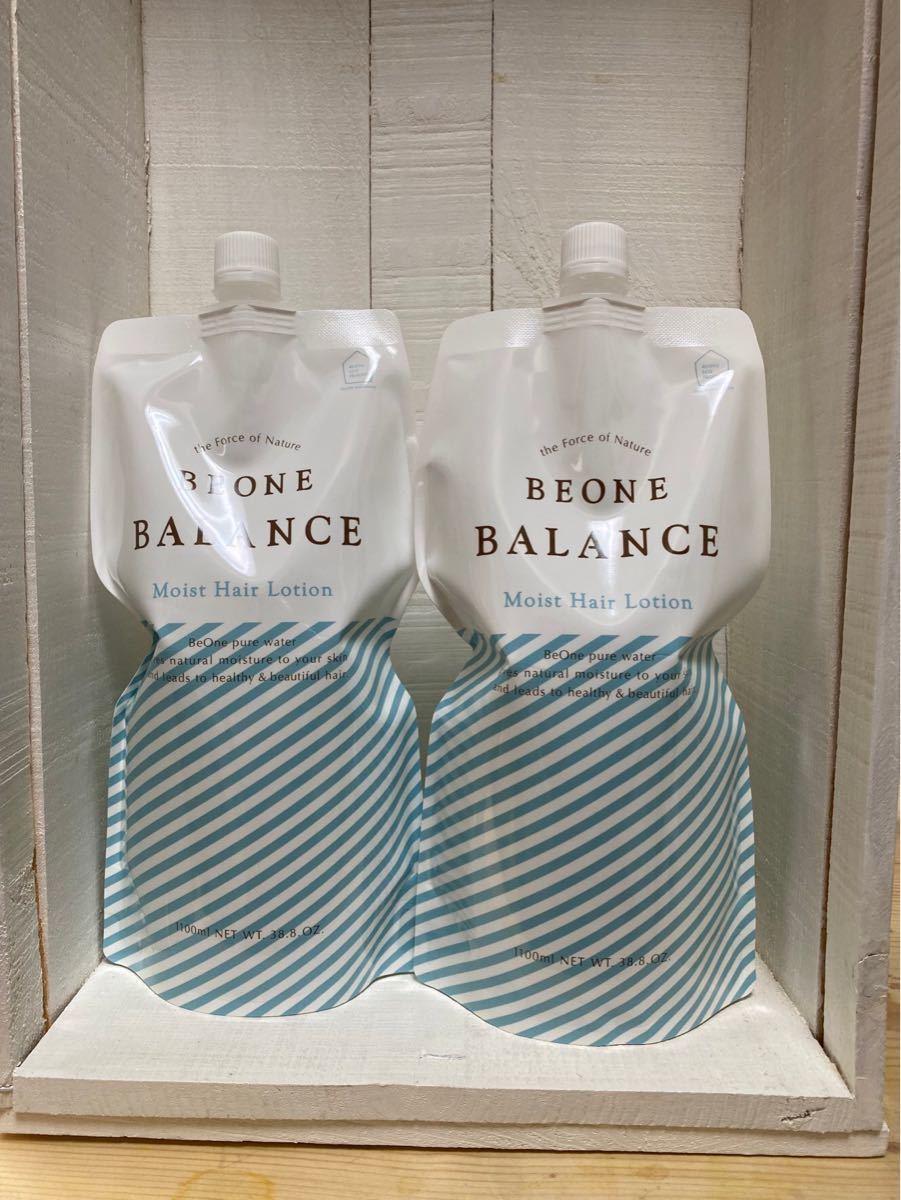 the Force of Nature
BEONE
BALANCE
Moist Hair Lotion
BeOne pure water
natural moisture to your skin
and leads to healthy & beautiful hair.
1100ml NET WT. 38.8.OZ.
the Force of Nature
BEONE
BALANCE
Moist Hair Lotion
BeOne pure water
natural moisture to your
and leads to healthy & beautiful
1100ml NET WT. 38.8.OZ.